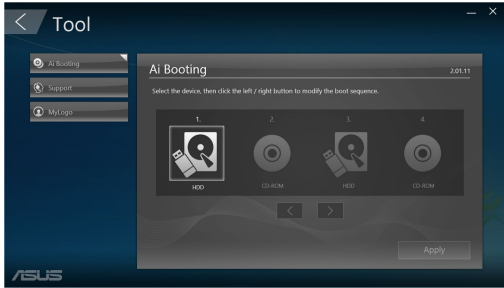 Tool
Ai Booting
Support
MyLogo
Ai Booting
2.01.11
Select the device, then click the left / right button to modify the boot sequence.
1. 2. 3. 4.
HDD CD-ROM HDD CD-ROM
Apply
ASUS